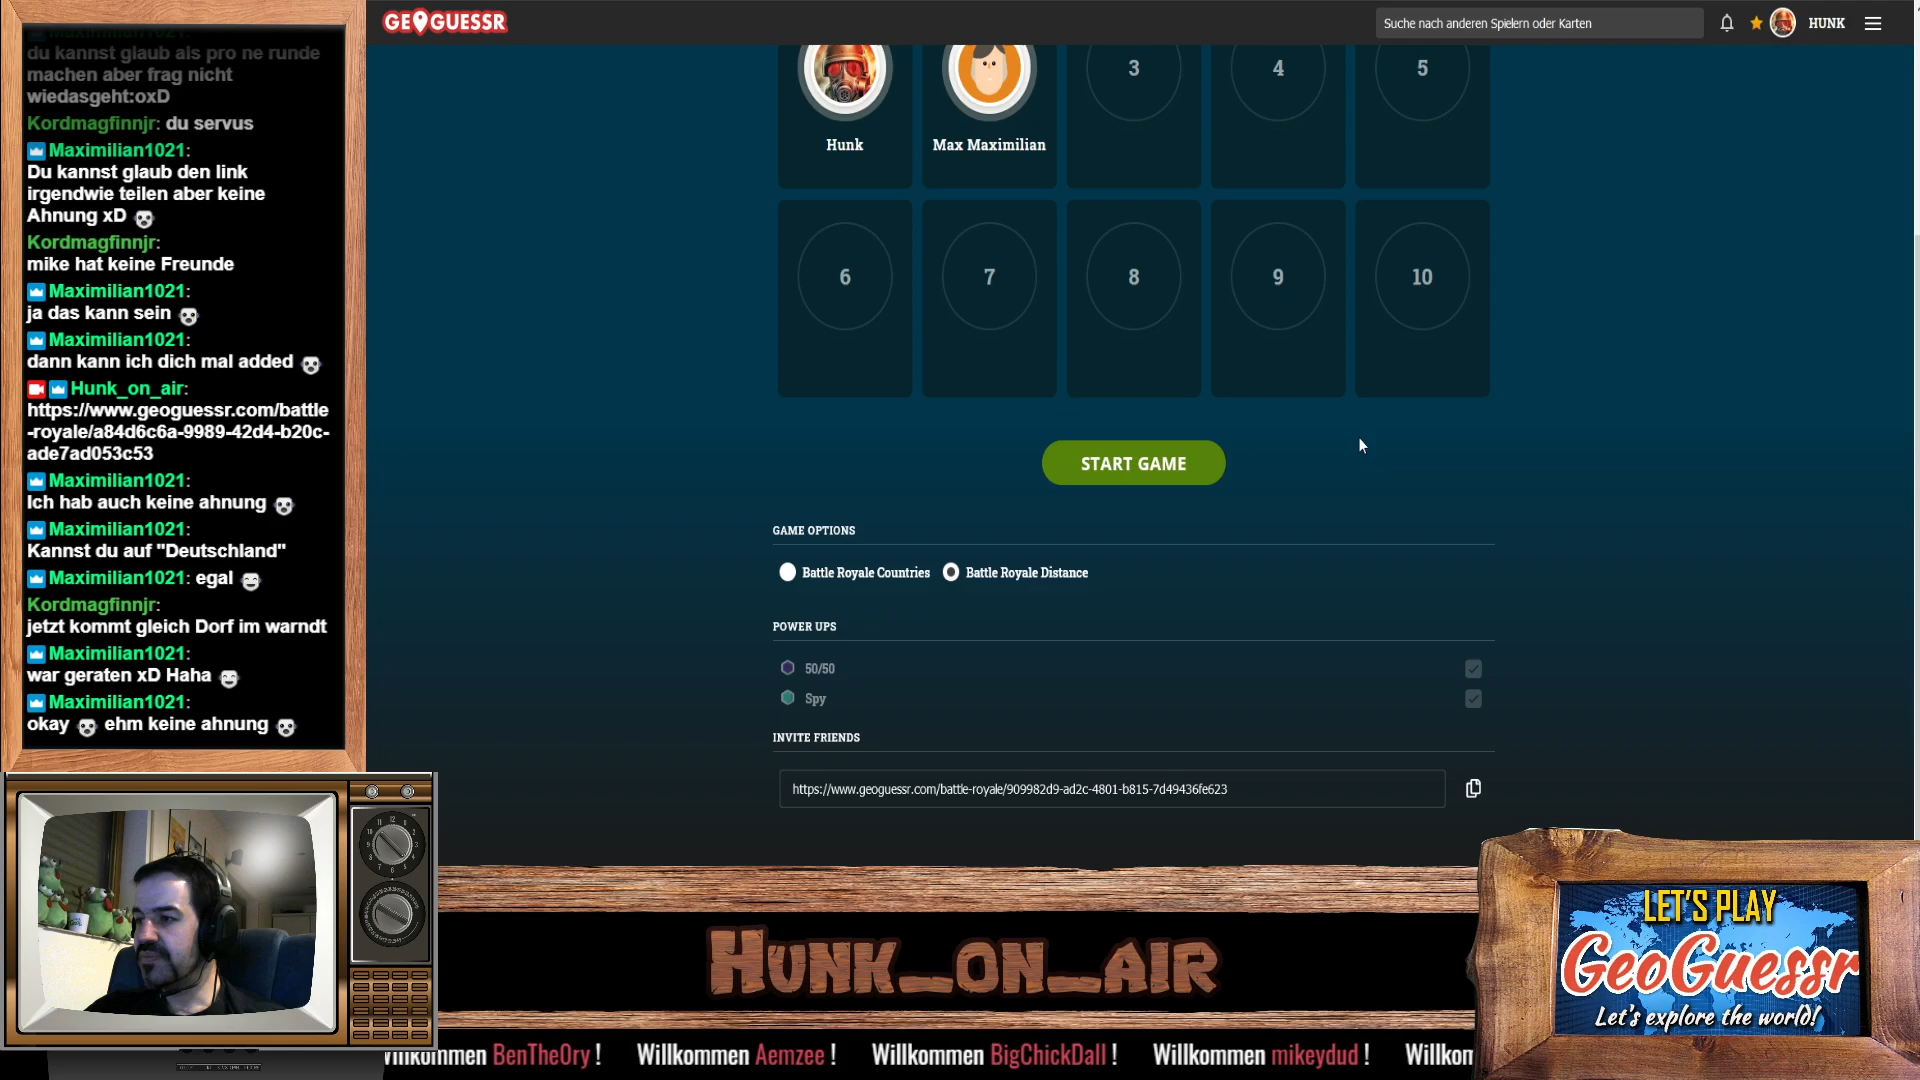 Maximilian1021:
du kannst glaub als pro ne runde
machen aber frag nicht
wiedasgeht:oxD
Kordmagfinnjr: du servus
Maximilian1021:
Du kannst glaub den link
irgendwie teilen aber keine
Ahnung xD
Kordmagfinnjr:
mike hat keine Freunde
Maximilian1021:
ja das kann sein
Maximilian1021:
dann kann ich dich mal added
Hunk_on_air:
https://www.geoguessr.com/battle
-royale/a84d6c6a-9989-42d4-b20c-
ade7ad053c53
Maximilian1021:
Ich hab auch keine ahnung
Maximilian1021:
Kannst du auf "Deutschland"
Maximilian1021: egal
Kordmagfinnjr:
jetzt kommt gleich Dorf im warndt
Maximilian1021:
war geraten xD Haha
Maximilian1021:
okay ehm keine ahnung
GEOGUESSR
Suche nach anderen Spielern oder Karten
HUNK
3
4
5
Hunk
Max Maximilian
6
7
8
9
10
START GAME
GAME OPTIONS
Battle Royale Countries
Battle Royale Distance
POWER UPS
50/50
Spy
INVITE FRIENDS
https://www.geoguessr.com/battle-royale/909982d9-ad2c-4801-b815-7d49436fe623
HUNK_ON_AIR
LET'S PLAY
GeoGuessr
Let's explore the world!
Willkommen BenTheOry ! Willkommen Aemzee ! Willkommen BigChickDall ! Willkommen mikeydud ! Willkom